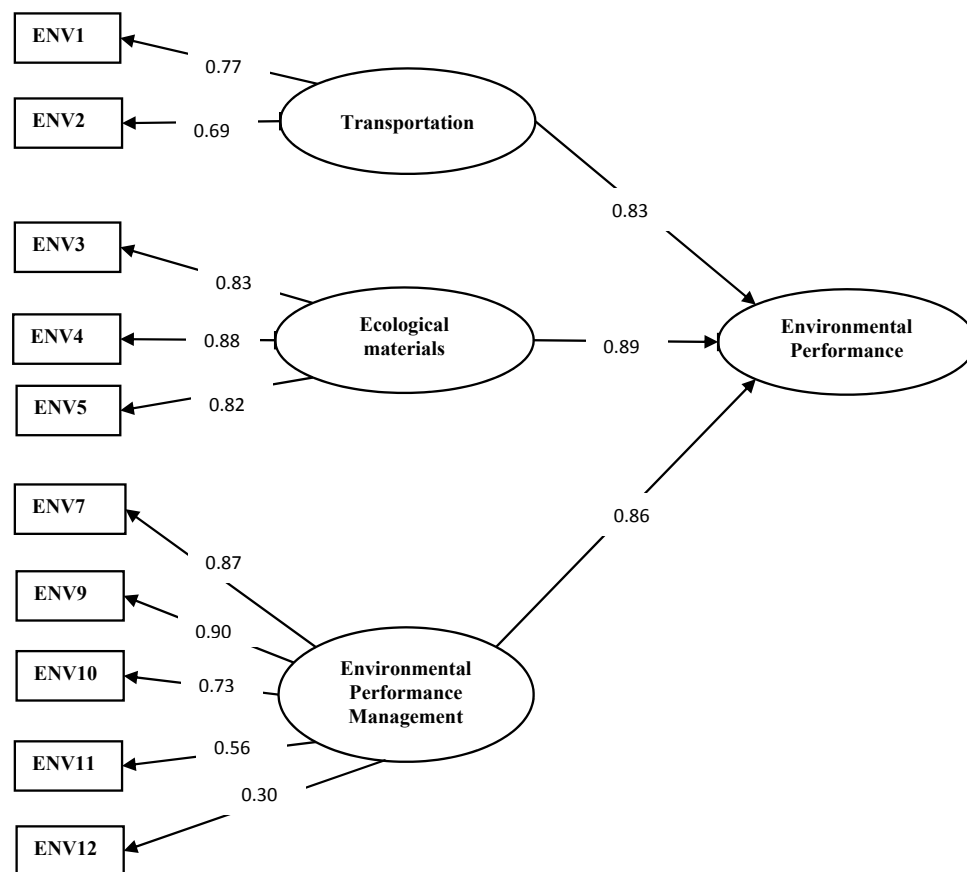 ENV1
0.77
ENV2
0.69
Transportation
0.83
ENV3
0.83
ENV4
0.88
Ecological
materials
0.89
Environmental
Performance
ENV5
0.82
ENV7
0.87
0.86
ENV9
0.90
ENV10
0.73
Environmental
Performance
Management
ENV11
0.56
0.30
ENV12